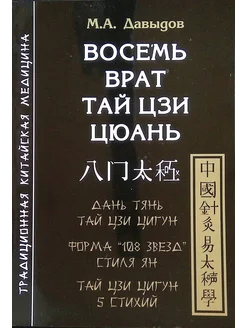 М.А. Давыдов
ВОСЕМЬ
ВРАТ
ТАЙ ЦЗИ
ЦЮАНЬ
八门太極
ДАНЬ ТЯНЬ
ТАЙ ЦЗИ ЦИГУН
ФОРМА "108 ЗВЕЗД"
СТИЛЯ ЯН
ТАЙ ЦЗИ ЦИГУН
5 СТИХИЙ
ТРАДИЦИОННАЯ КИТАЙСКАЯ МЕДИЦИНА
中國針灸易太極學